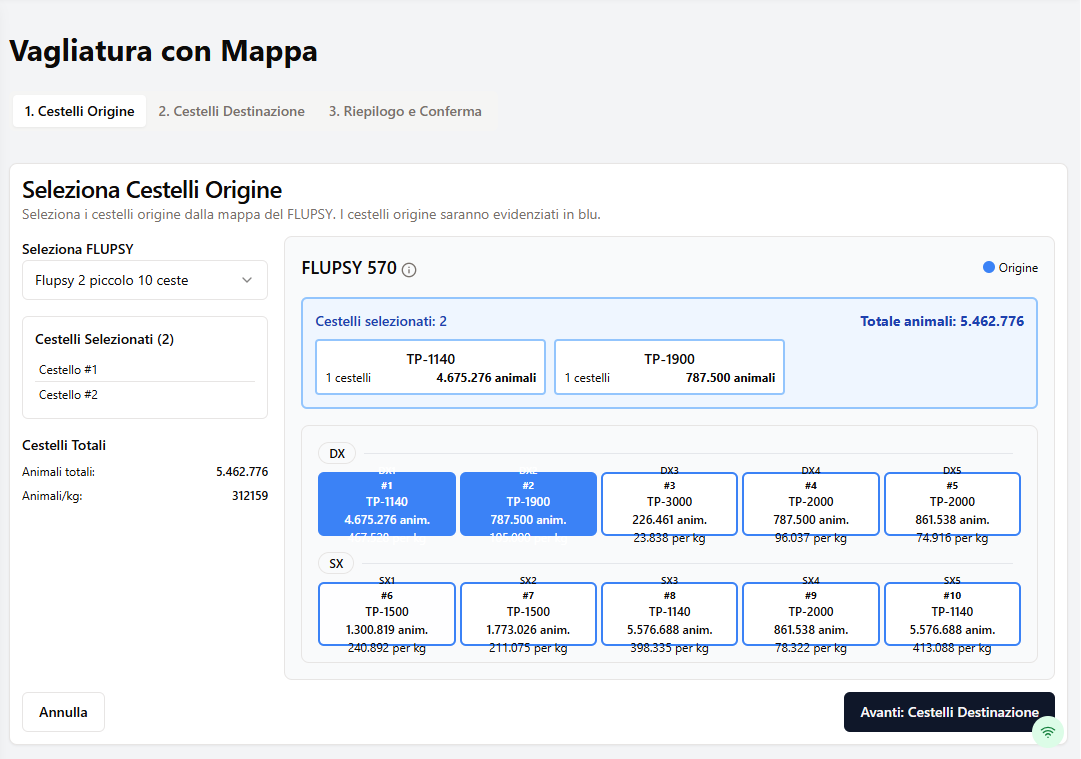 Vagliatura con Mappa
1. Cestelli Origine 2. Cestelli Destinazione 3. Riepilogo e Conferma
Seleziona Cestelli Origine
Seleziona i cestelli origine dalla mappa del FLUPSY. I cestelli origine saranno evidenziati in blu.
Seleziona FLUPSY
Flupsy 2 piccolo 10 ceste
Cestelli Selezionati (2)
Cestello #1
Cestello #2
Cestelli Totali
Animali totali: 5.462.776
Animali/kg: 312159
FLUPSY 570
Origine
Cestelli selezionati: 2 Totale animali: 5.462.776
TP-1140
1 cestelli 4.675.276 animali
TP-1900
1 cestelli 787.500 animali
DX
DX1
#1
TP-1140
4.675.276 anim.
DX2
#2
TP-1900
787.500 anim.
DX3
#3
TP-3000
226.461 anim.
23.838 per kg
DX4
#4
TP-2000
787.500 anim.
96.037 per kg
DX5
#5
TP-2000
861.538 anim.
74.916 per kg
SX
SX1
#6
TP-1500
1.300.819 anim.
240.892 per kg
SX2
#7
TP-1500
1.773.026 anim.
211.075 per kg
SX3
#8
TP-1140
5.576.688 anim.
398.335 per kg
SX4
#9
TP-2000
861.538 anim.
78.322 per kg
SX5
#10
TP-1140
5.576.688 anim.
413.088 per kg
Annulla
Avanti: Cestelli Destinazione